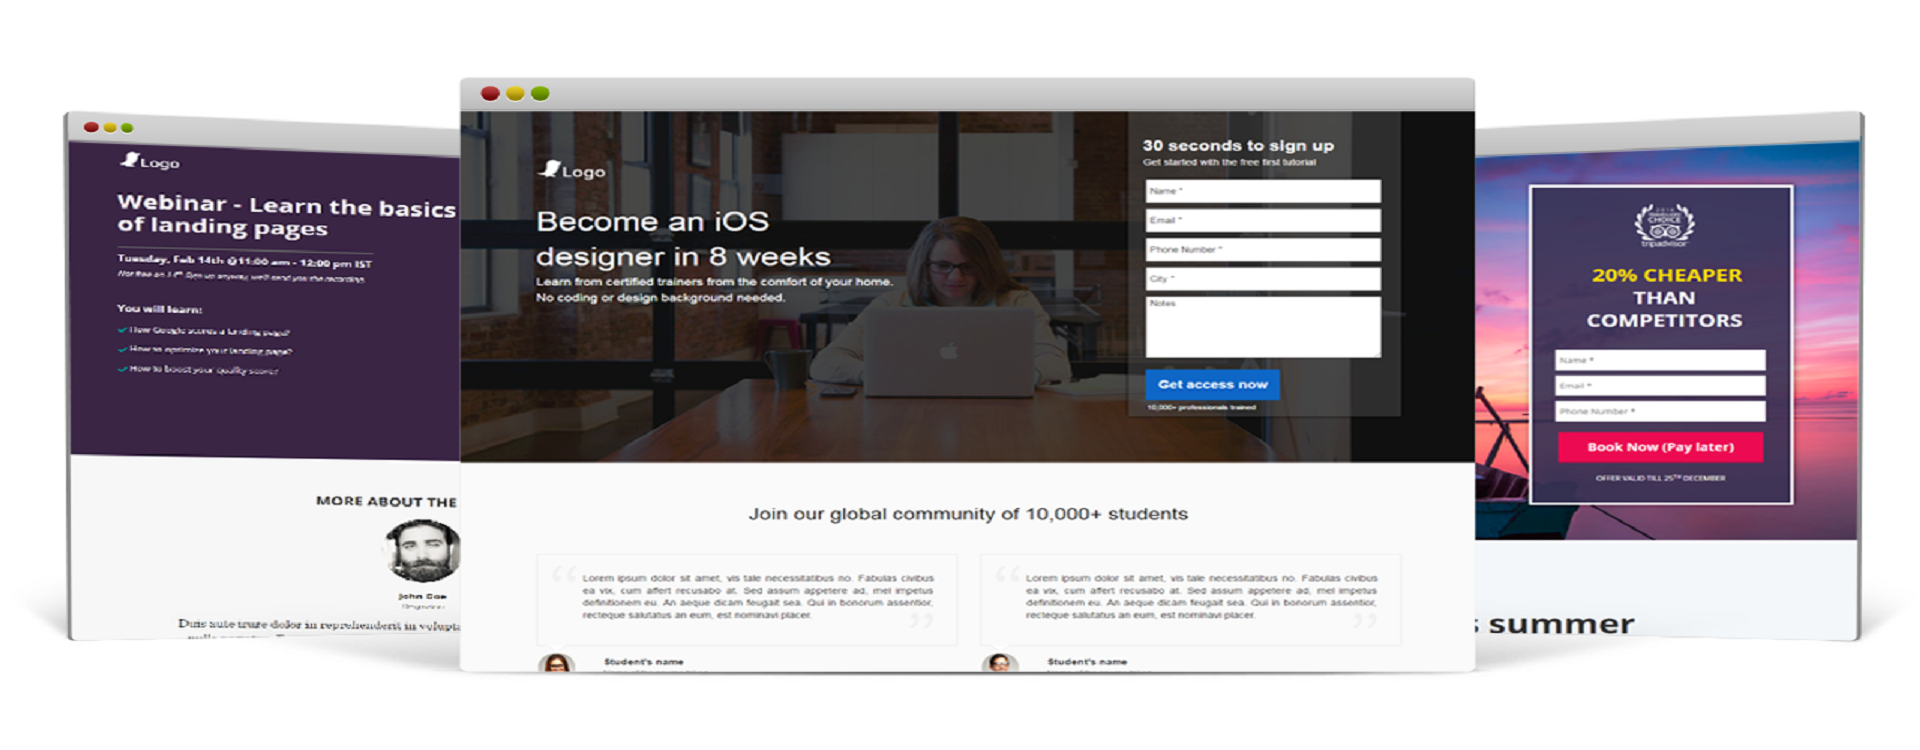 Logo
Webinar - Learn the basics
of landing pages
Tuesday, Feb 14th @11:00 am - 12:00 pm IST
You will learn:
How Google scores a landing page?
How to optimize your landing page?
How to boost your quality score?
MORE ABOUT THE
John Doe
Duis aute irure dolor in reprehenderit in volupta
Logo
Become an iOS
designer in 8 weeks
Learn from certified trainers from the comfort of your home.
No coding or design background needed.
30 seconds to sign up
Get started with the free first tutorial
Name *
Email *
Phone Number *
City *
Notes
Get access now
10,000+ professionals trained
Join our global community of 10,000+ students
Lorem ipsum dolor sit amet, vis tale necessitatibus no. Fabulas civibus
ea vix, cum affert recusabo at. Sed assum appetere ad, mel impetus
definitionem eu. An aeque dicam feugait sea. Qui in bonorum assentior,
recteque salutatus an eum, est nominavi placer.
Student's name
Lorem ipsum dolor sit amet, vis tale necessitatibus no. Fabulas civibus
ea vix, cum affert recusabo at. Sed assum appetere ad, mel impetus
definitionem eu. An aeque dicam feugait sea. Qui in bonorum assentior,
recteque salutatus an eum, est nominavi placer.
Student's name
CHOICE
tripadvisor
20% CHEAPER
THAN
COMPETITORS
Name *
Email *
Phone Number *
Book Now (Pay later)
OFFER VALID TILL 25TH DECEMBER
s summer